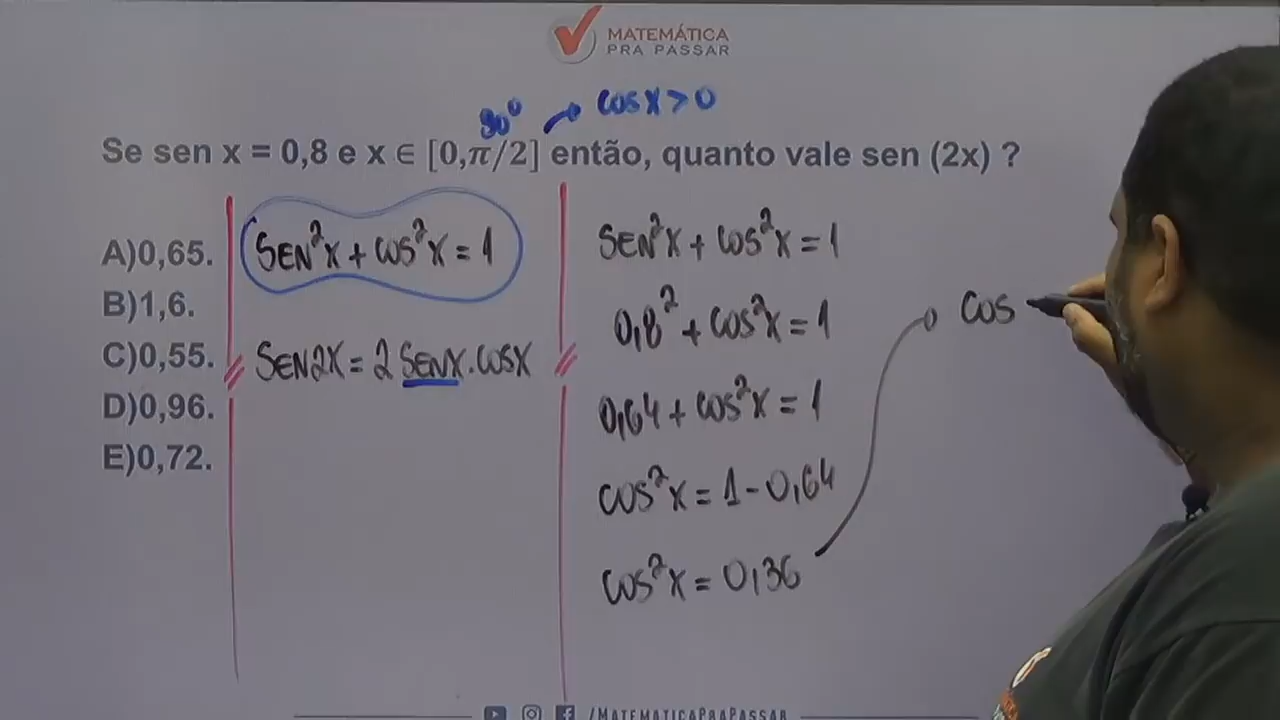 MATEMÁTICA
PRA PASSAR
90° cos x > 0
Se sen x = 0,8 e x ∈ [0,π/2] então, quanto vale sen (2x) ?
A)0,65.
B)1,6.
C)0,55.
D)0,96.
E)0,72.
SEN²x + cos²x = 1
SEN2x = 2 SENx . cosx
SEN²x + cos²x = 1
0,8² + cos²x = 1
0,64 + cos²x = 1
cos²x = 1 - 0,64
cos²x = 0,36
cos
/MATEMATICAPRAPASSAR